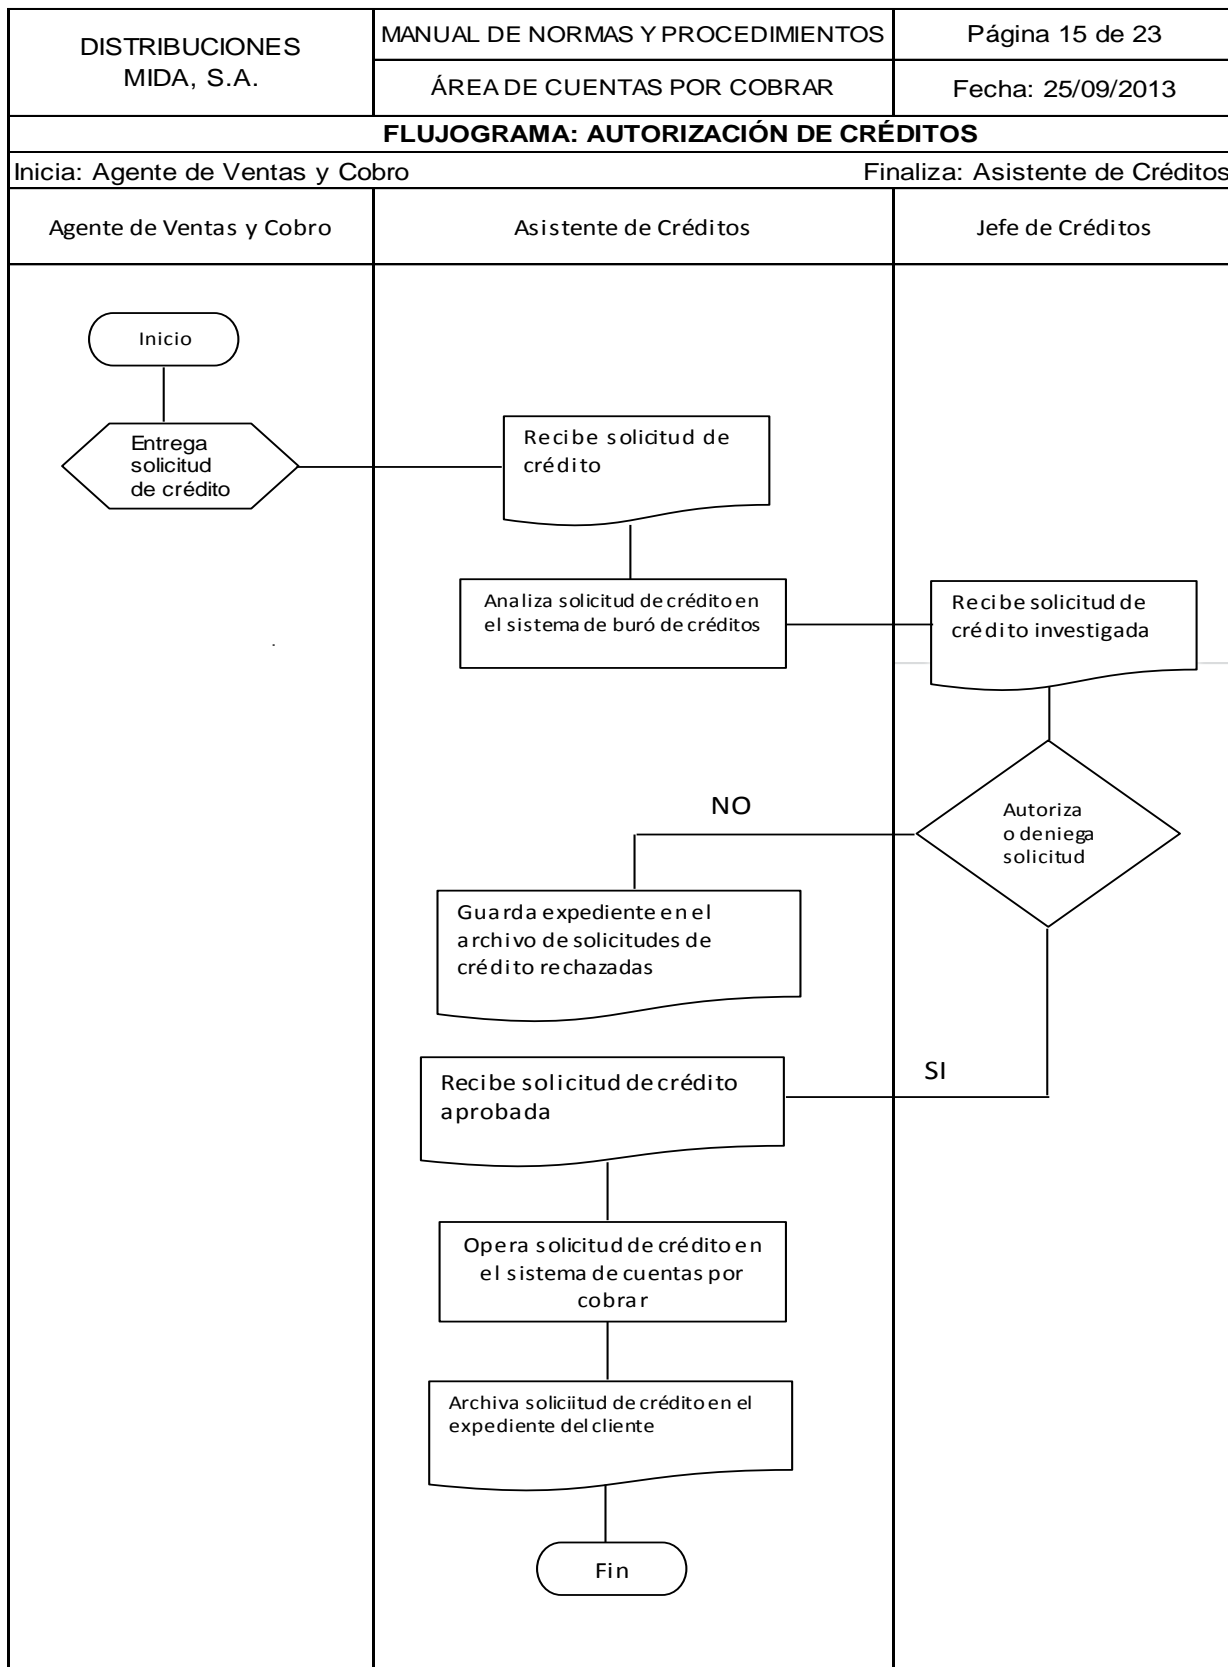 DISTRIBUCIONES
MIDA, S.A.
MANUAL DE NORMAS Y PROCEDIMIENTOS
Página 15 de 23
ÁREA DE CUENTAS POR COBRAR
Fecha: 25/09/2013
FLUJOGRAMA: AUTORIZACIÓN DE CRÉDITOS
Inicia: Agente de Ventas y Cobro
Finaliza: Asistente de Créditos
Agente de Ventas y Cobro
Asistente de Créditos
Jefe de Créditos
Inicio
Entrega
solicitud
de crédito
Recibe solicitud de
crédito
Analiza solicitud de crédito en
el sistema de buró de créditos
Recibe solicitud de
crédito investigada
Autoriza
o deniega
solicitud
NO
Guarda expediente en el
archivo de solicitudes de
crédito rechazadas
SI
Recibe solicitud de crédito
aprobada
Opera solicitud de crédito en
el sistema de cuentas por
cobrar
Archiva soliciitud de crédito en el
expediente del cliente
Fin